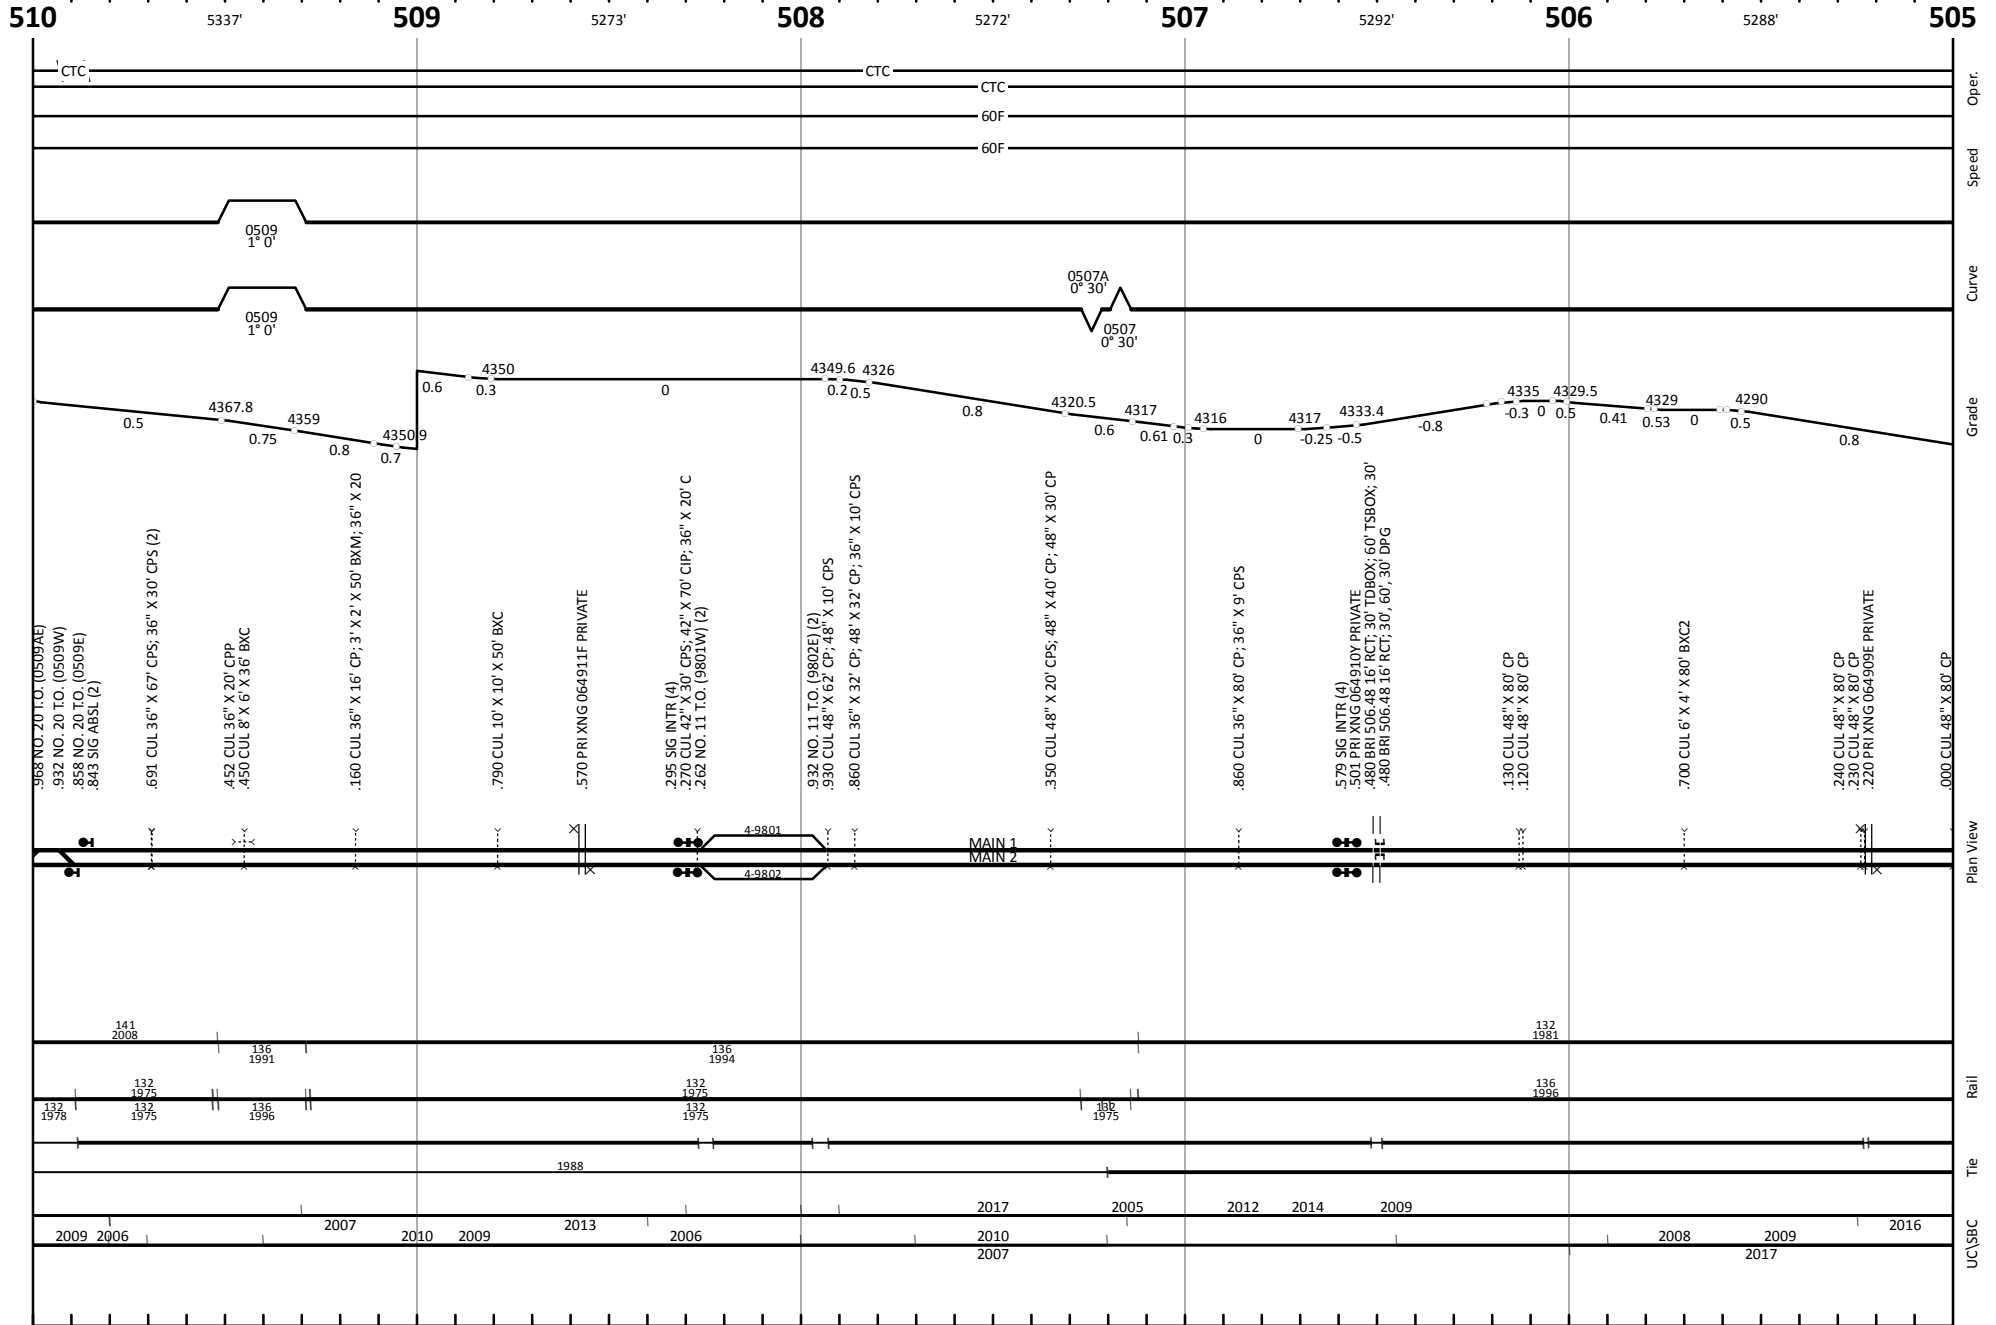 510 5337' 509 5273' 508 5272' 507 5292' 506 5288' 505
CTC CTC
CTC
Oper.
60F
60F
Speed
0509
1° 0'
0507A
0° 30'
Curve
0509
1° 0'
0507
0° 30'
4367.8 4359 4350.9 4350 4349.6 4326 4320.5 4317 4316 4317 4333.4 4335 4329.5 4329 4290
0.5 0.75 0.8 0.7 0.6 0.3 0 0.2 0.5 0.8 0.6 0.61 0.3 0 -0.25 -0.5 -0.8 -0.3 0 0.5 0.41 0.53 0 0.5 0.8
Grade
.968 NO. 20 T.O. (0509AE)
.932 NO. 20 T.O. (0509W)
.858 NO. 20 T.O. (0509E)
.843 SIG ABSL (2)
.691 CUL 36" X 67' CPS; 36" X 30' CPS (2)
.452 CUL 36" X 20' CPP
.450 CUL 8' X 6' X 36' BXC
.160 CUL 36" X 16' CP; 3' X 2' X 50' BXM; 36" X 20
.790 CUL 10' X 10' X 50' BXC
.570 PRI XNG 064911F PRIVATE
.295 SIG INTR (4)
.270 CUL 42" X 30' CPS; 42" X 70' CIP; 36" X 20' C
.262 NO. 11 T.O. (9801W) (2)
.932 NO. 11 T.O. (9802E) (2)
.930 CUL 48" X 62' CP; 48" X 10' CPS
.860 CUL 36" X 32' CP; 48' X 32' CP; 36" X 10' CPS
.350 CUL 48" X 20' CPS; 48" X 40' CP; 48" X 30' CP
.860 CUL 36" X 80' CP; 36" X 9' CPS
.579 SIG INTR (4)
.501 PRI XNG 064910Y PRIVATE
.480 BRI 506.48 16' RCT; 30' TDBOX; 60' TSBOX; 30'
.480 BRI 506.48 16' RCT; 30', 60', 30' DPG
.130 CUL 48" X 80' CP
.120 CUL 48" X 80' CP
.700 CUL 6' X 4' X 80' BXC2
.240 CUL 48" X 80' CP
.230 CUL 48" X 80' CP
.220 PRI XNG 064909E PRIVATE
.000 CUL 48" X 80' CP
4-9801
MAIN 1
MAIN 2
4-9802
Plan View
141
2008
136
1991
136
1994
132
1981
132
1975
132
1975
136
1996
Rail
132
1978
132
1975
136
1996
132
1975
1975
1988
Tie
2017 2005 2012 2014 2009
2007 2013 2016
2009 2006 2010 2009 2006 2010 2008 2009
2007 2017
UC\SBC